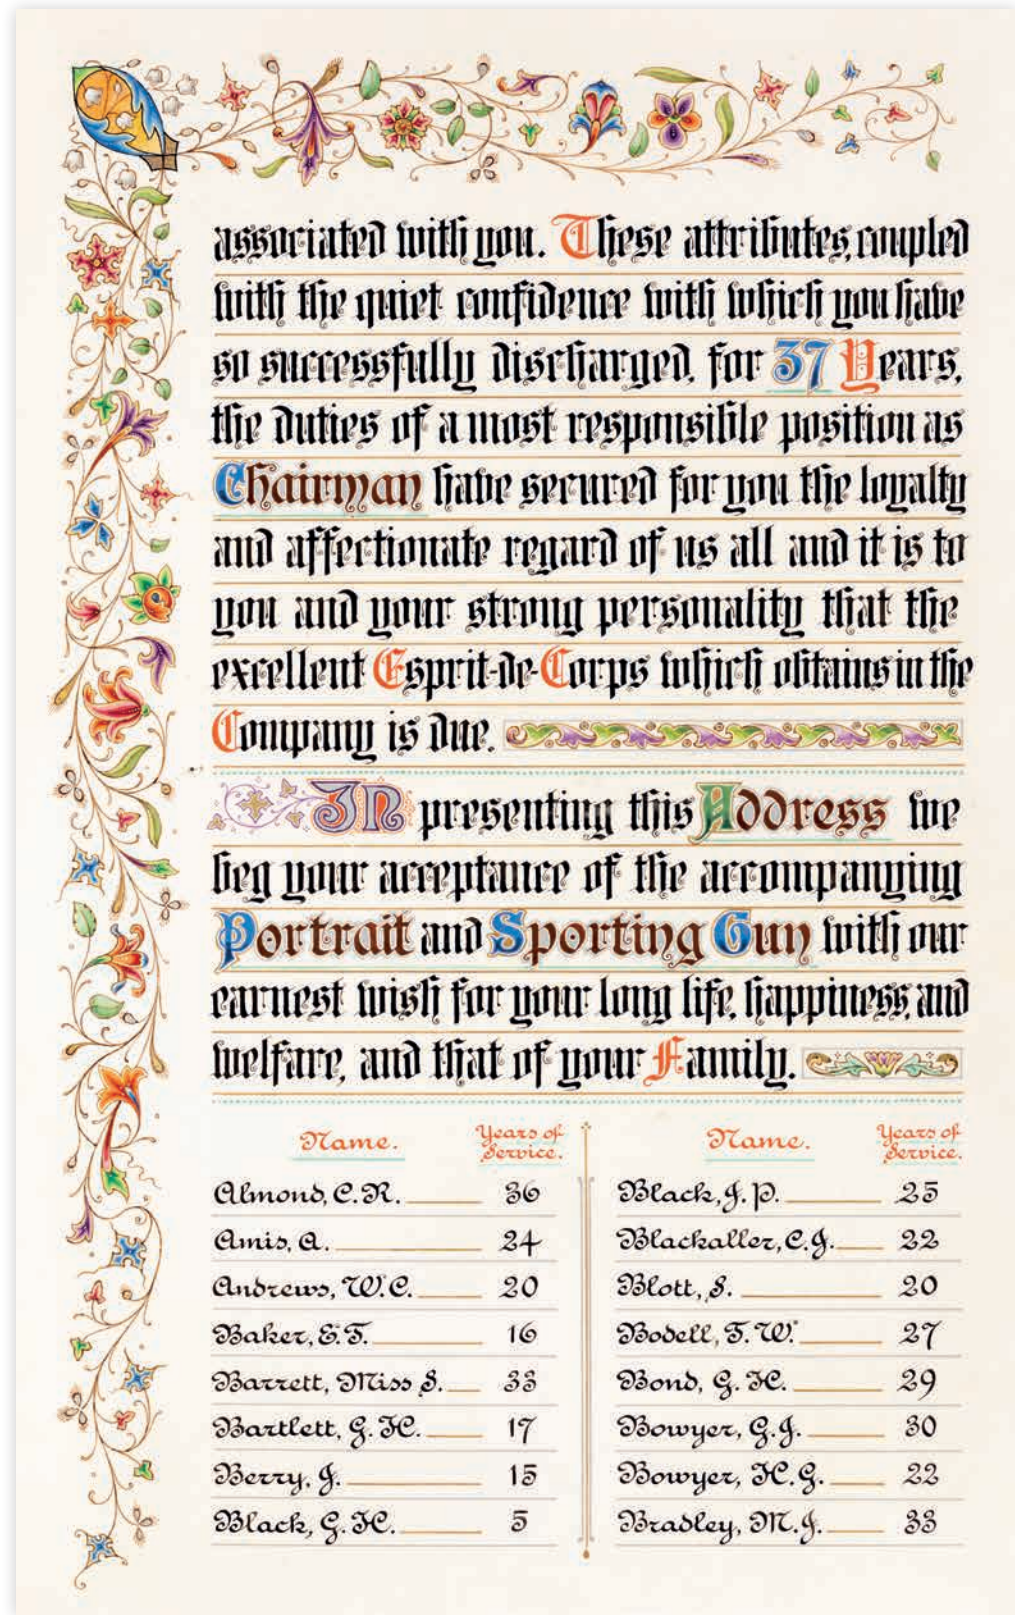 associated with you. These attributes, coupled
with the quiet confidence with which you have
so successfully discharged, for 37 Years,
the duties of a most responsible position as
Chairman have secured for you the loyalty
and affectionate regard of us all and it is to
you and your strong personality that the
excellent Esprit-de-Corps which obtains in the
Company is due.
IN presenting this Address we
beg your acceptance of the accompanying
Portrait and Sporting Gun with our
earnest wish for your long life, happiness, and
welfare, and that of your Family.
Name. Years of Service. Name. Years of Service.
Almond, C. R. 36 Black, J. P. 25
Amis, A. 24 Blackaller, C. J. 22
Andrews, W. C. 20 Blott, S. 20
Baker, E. T. 16 Bodell, T. W. 27
Barrett, Miss S. 33 Bond, G. H. 29
Bartlett, G. H. 17 Bowyer, G. J. 30
Berry, J. 15 Bowyer, H. G. 22
Black, G. H. 5 Bradley, M. J. 33